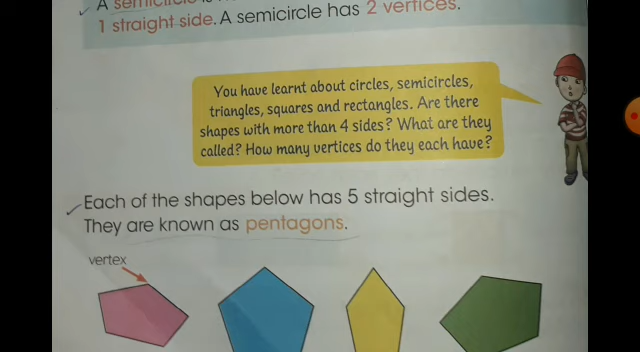 A semicircle is
1 straight side. A semicircle has 2 vertices.
You have learnt about circles, semicircles,
triangles, squares and rectangles. Are there
shapes with more than 4 sides? What are they
called? How many vertices do they each have?
Each of the shapes below has 5 straight sides.
They are known as pentagons.
vertex